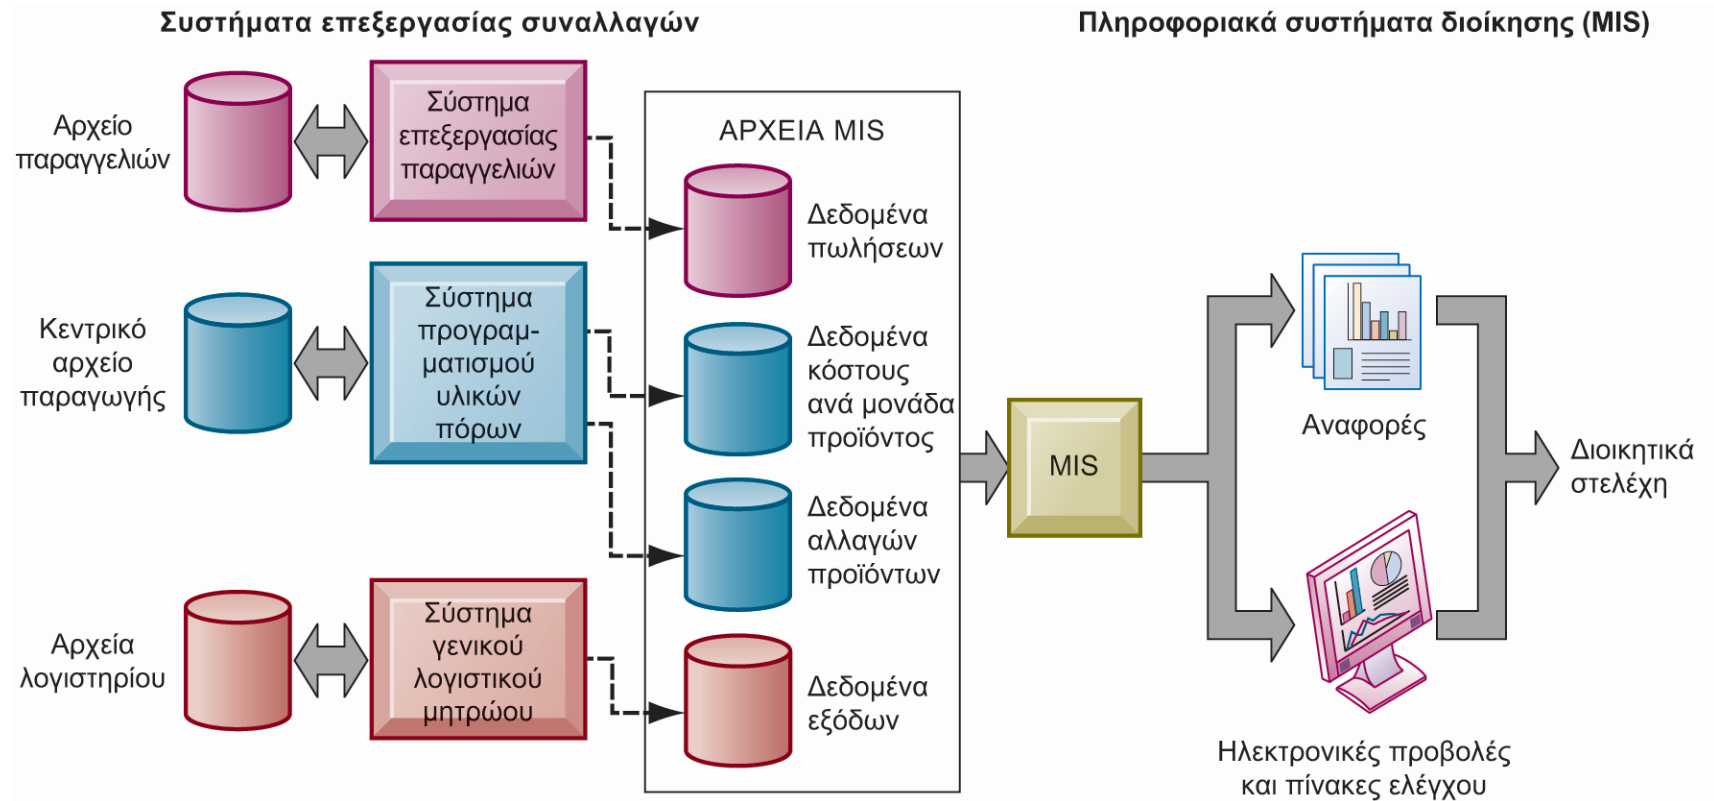 Συστήματα επεξεργασίας συναλλαγών
Πληροφοριακά συστήματα διοίκησης (MIS)
Αρχείο
παραγγελιών
Σύστημα
επεξεργασίας
παραγγελιών
ΑΡΧΕΙΑ MIS
Δεδομένα
πωλήσεων
Κεντρικό
αρχείο
παραγωγής
Σύστημα
προγραμ-
ματισμού
υλικών
πόρων
Δεδομένα
κόστους
ανά μονάδα
προϊόντος
Δεδομένα
αλλαγών
προϊόντων
Αρχεία
λογιστηρίου
Σύστημα
γενικού
λογιστικού
μητρώου
Δεδομένα
εξόδων
MIS
Αναφορές
Ηλεκτρονικές προβολές
και πίνακες ελέγχου
Διοικητικά
στελέχη